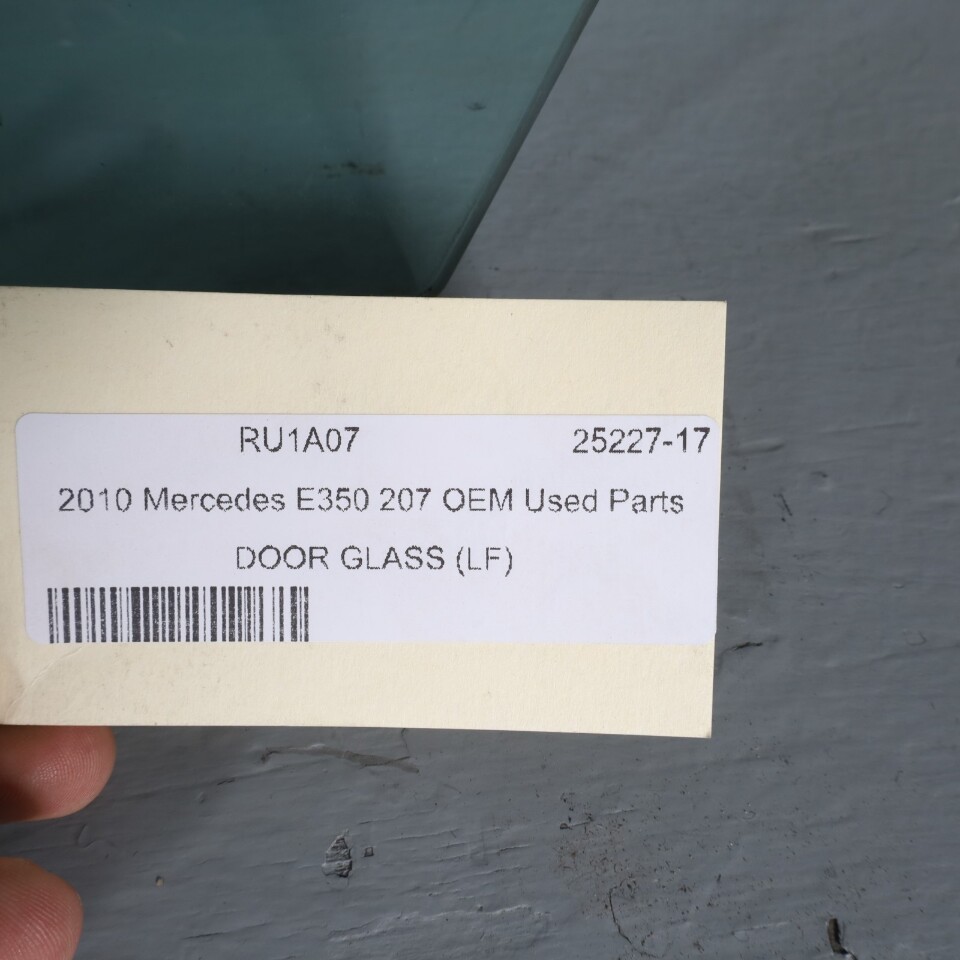 RU1A07 25227-17
2010 Mercedes E350 207 OEM Used Parts
DOOR GLASS (LF)